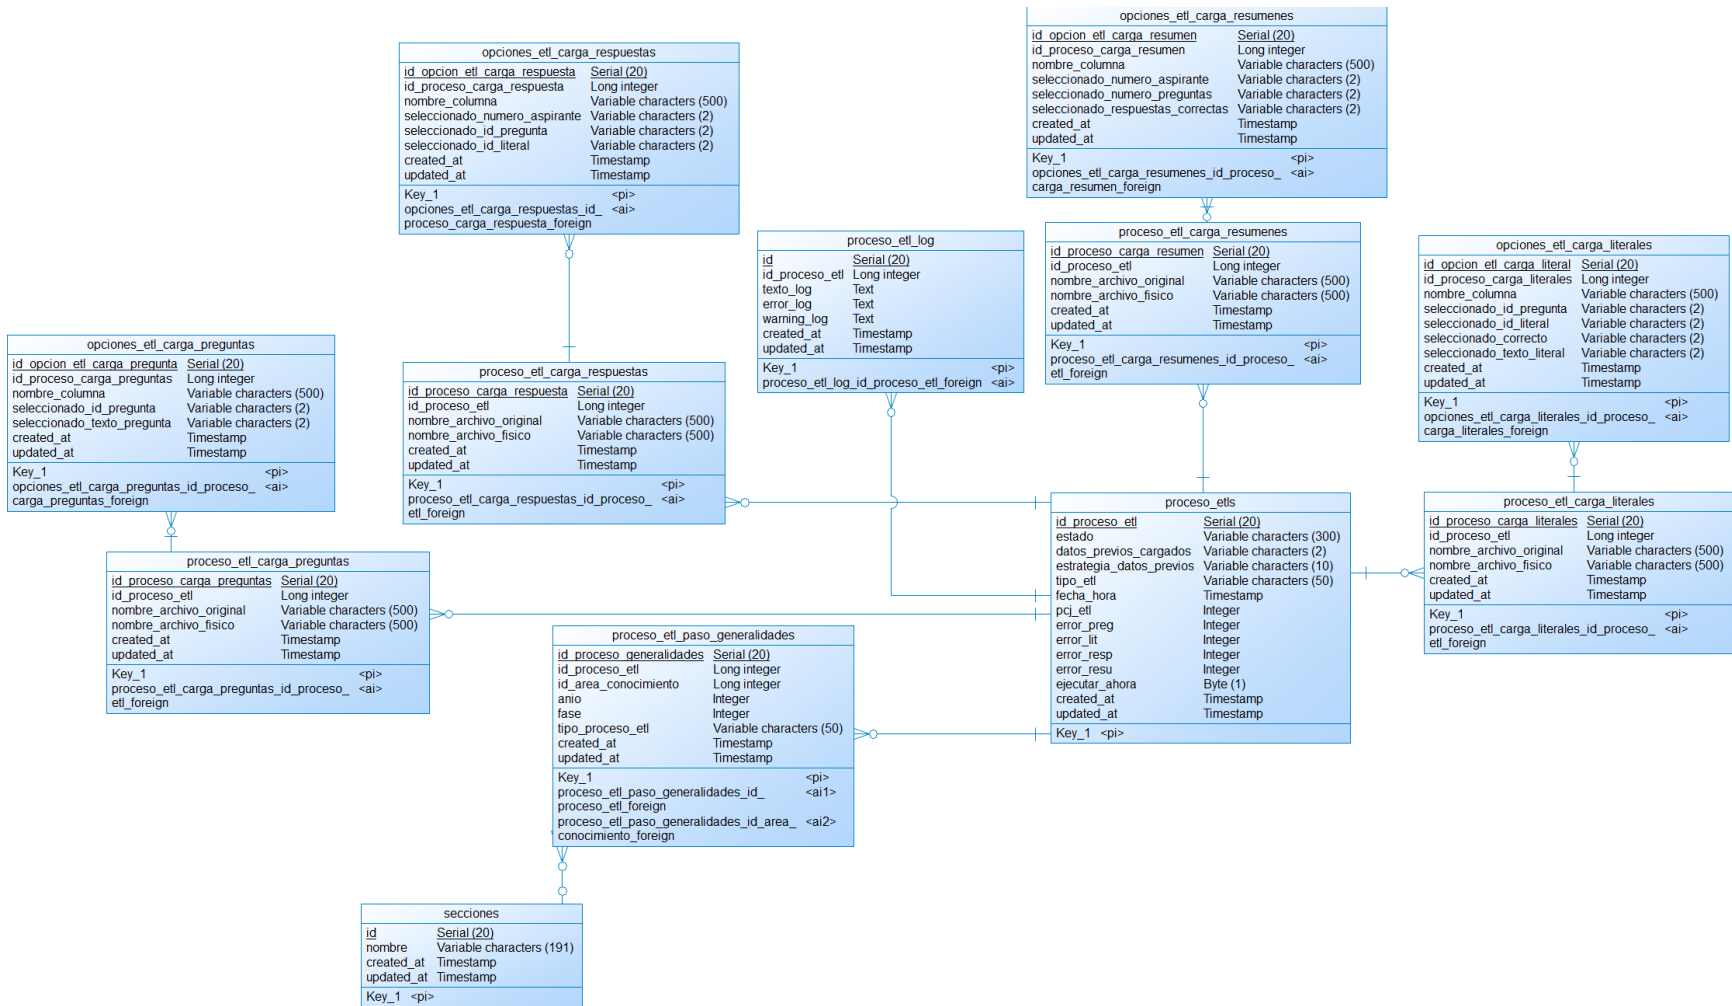 opciones_etl_carga_resumenes
id_opcion_etl_carga_resumen Serial (20)
id_proceso_carga_resumen Long integer
nombre_columna Variable characters (500)
seleccionado_numero_aspirante Variable characters (2)
seleccionado_numero_preguntas Variable characters (2)
seleccionado_respuestas_correctas Variable characters (2)
created_at Timestamp
updated_at Timestamp
Key_1 <pi>
opciones_etl_carga_resumenes_id_proceso_ <ai>
carga_resumen_foreign
opciones_etl_carga_respuestas
id_opcion_etl_carga_respuesta Serial (20)
id_proceso_carga_respuesta Long integer
nombre_columna Variable characters (500)
seleccionado_numero_aspirante Variable characters (2)
seleccionado_id_pregunta Variable characters (2)
seleccionado_id_literal Variable characters (2)
created_at Timestamp
updated_at Timestamp
Key_1 <pi>
opciones_etl_carga_respuestas_id_ <ai>
proceso_carga_respuesta_foreign
proceso_etl_log
id Serial (20)
id_proceso_etl Long integer
texto_log Text
error_log Text
warning_log Text
created_at Timestamp
updated_at Timestamp
Key_1 <pi>
proceso_etl_log_id_proceso_etl_foreign <ai>
proceso_etl_carga_resumenes
id_proceso_carga_resumen Serial (20)
id_proceso_etl Long integer
nombre_archivo_original Variable characters (500)
nombre_archivo_fisico Variable characters (500)
created_at Timestamp
updated_at Timestamp
Key_1 <pi>
proceso_etl_carga_resumenes_id_proceso_ <ai>
etl_foreign
opciones_etl_carga_literales
id_opcion_etl_carga_literal Serial (20)
id_proceso_carga_literales Long integer
nombre_columna Variable characters (500)
seleccionado_id_pregunta Variable characters (2)
seleccionado_id_literal Variable characters (2)
seleccionado_correcto Variable characters (2)
seleccionado_texto_literal Variable characters (2)
created_at Timestamp
updated_at Timestamp
Key_1 <pi>
opciones_etl_carga_literales_id_proceso_ <ai>
carga_literales_foreign
opciones_etl_carga_preguntas
id_opcion_etl_carga_pregunta Serial (20)
id_proceso_carga_preguntas Long integer
nombre_columna Variable characters (500)
seleccionado_id_pregunta Variable characters (2)
seleccionado_texto_pregunta Variable characters (2)
created_at Timestamp
updated_at Timestamp
Key_1 <pi>
opciones_etl_carga_preguntas_id_proceso_ <ai>
carga_preguntas_foreign
proceso_etl_carga_respuestas
id_proceso_carga_respuesta Serial (20)
id_proceso_etl Long integer
nombre_archivo_original Variable characters (500)
nombre_archivo_fisico Variable characters (500)
created_at Timestamp
updated_at Timestamp
Key_1 <pi>
proceso_etl_carga_respuestas_id_proceso_ <ai>
etl_foreign
proceso_etls
id_proceso_etl Serial (20)
estado Variable characters (300)
datos_previos_cargados Variable characters (2)
estrategia_datos_previos Variable characters (10)
tipo_etl Variable characters (50)
fecha_hora Timestamp
pcj_etl Integer
error_preg Integer
error_lit Integer
error_resp Integer
error_resu Integer
ejecutar_ahora Byte (1)
created_at Timestamp
updated_at Timestamp
Key_1 <pi>
proceso_etl_carga_literales
id_proceso_carga_literales Serial (20)
id_proceso_etl Long integer
nombre_archivo_original Variable characters (500)
nombre_archivo_fisico Variable characters (500)
created_at Timestamp
updated_at Timestamp
Key_1 <pi>
proceso_etl_carga_literales_id_proceso_ <ai>
etl_foreign
proceso_etl_carga_preguntas
id_proceso_carga_preguntas Serial (20)
id_proceso_etl Long integer
nombre_archivo_original Variable characters (500)
nombre_archivo_fisico Variable characters (500)
created_at Timestamp
updated_at Timestamp
Key_1 <pi>
proceso_etl_carga_preguntas_id_proceso_ <ai>
etl_foreign
proceso_etl_paso_generalidades
id_proceso_generalidades Serial (20)
id_proceso_etl Long integer
id_area_conocimiento Long integer
anio Integer
fase Integer
tipo_proceso_etl Variable characters (50)
created_at Timestamp
updated_at Timestamp
Key_1 <pi>
proceso_etl_paso_generalidades_id_ <ai1>
proceso_etl_foreign
proceso_etl_paso_generalidades_id_area_ <ai2>
conocimiento_foreign
secciones
id Serial (20)
nombre Variable characters (191)
created_at Timestamp
updated_at Timestamp
Key_1 <pi>